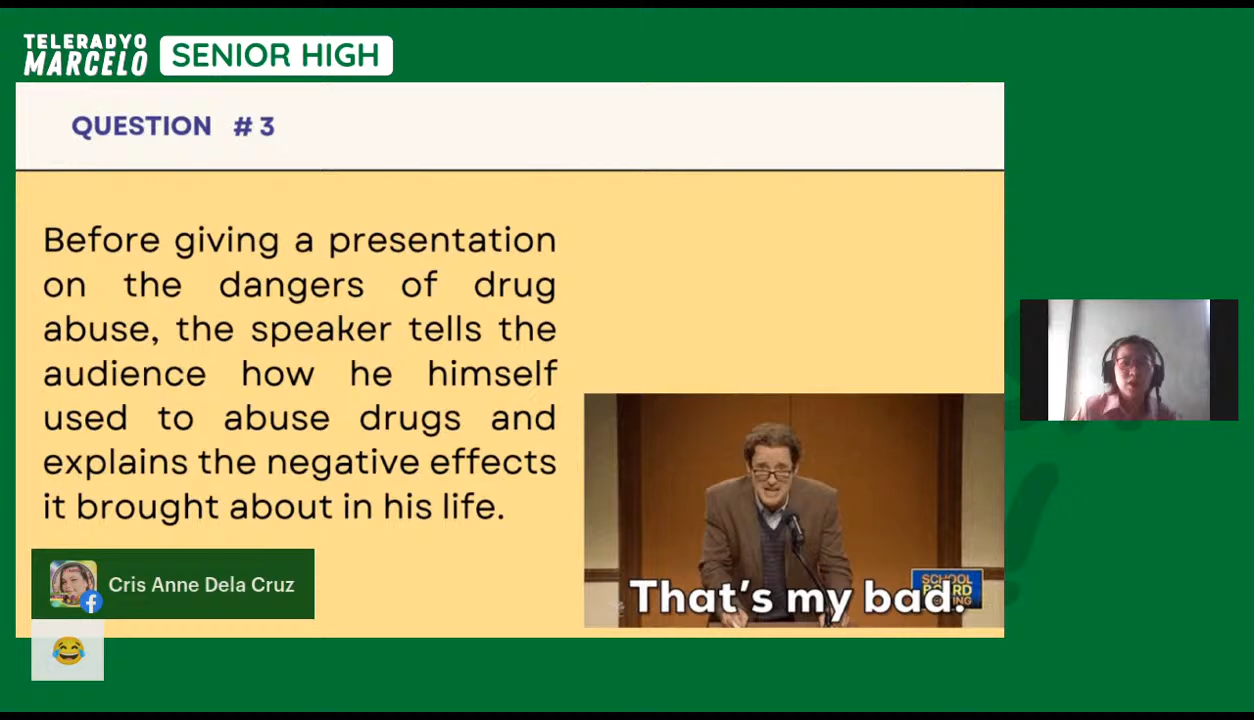 TELERADYO
MARCELO
SENIOR HIGH
QUESTION # 3
Before giving a presentation
on the dangers of drug
abuse, the speaker tells the
audience how he himself
used to abuse drugs and
explains the negative effects
it brought about in his life.
SCHOOL
BOARD
That's my bad.
Cris Anne Dela Cruz